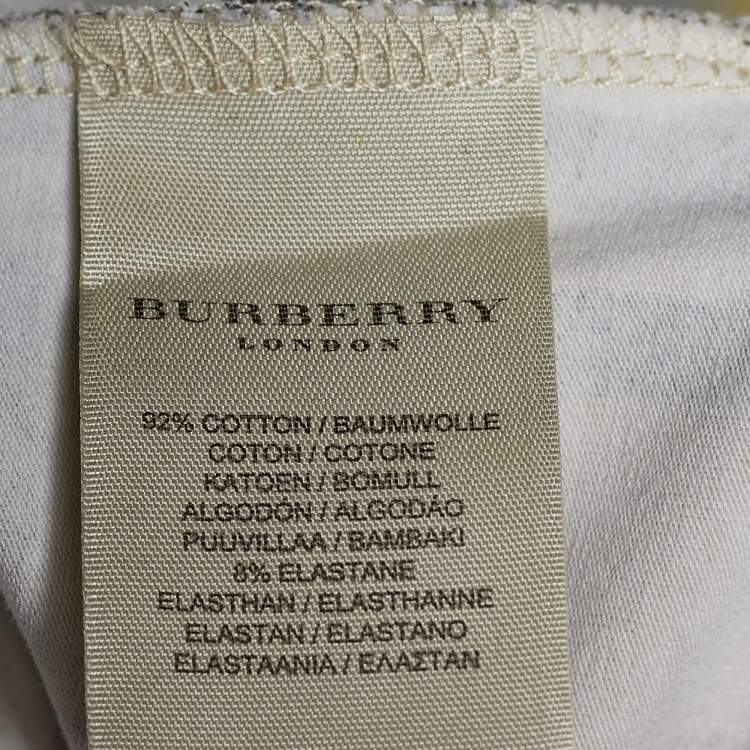 BURBERRY
LONDON
92% COTTON / BAUMWOLLE
COTON / COTONE
KATOEN / BOMULL
ALGODÓN / ALGODÃO
PUUVILLAA / BAMBAKI
8% ELASTANE
ELASTHAN / ELASTHANNE
ELASTAN / ELASTANO
ELASTAANIA / ΕΛΑΣΤΑΝ